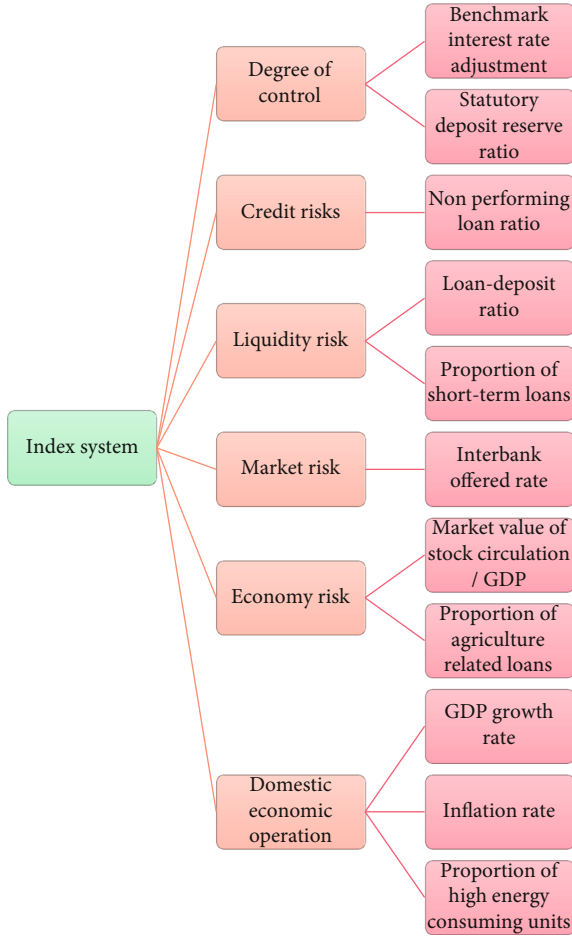 Index system
Degree of
control
Benchmark
interest rate
adjustment
Statutory
deposit reserve
ratio
Credit risks
Non performing
loan ratio
Liquidity risk
Loan-deposit
ratio
Proportion of
short-term loans
Market risk
Interbank
offered rate
Economy risk
Market value of
stock circulation
/ GDP
Proportion of
agriculture
related loans
Domestic
economic
operation
GDP growth
rate
Inflation rate
Proportion of
high energy
consuming units